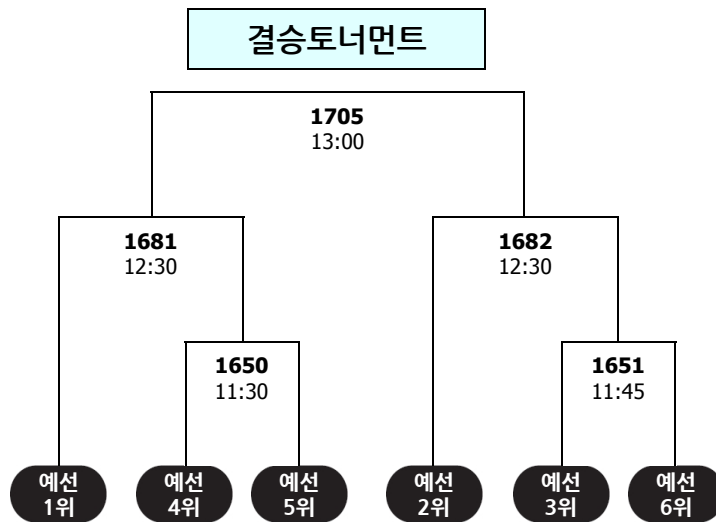 결승토너먼트
1705
13:00
1681
12:30
1682
12:30
1650
11:30
1651
11:45
예선
1위
예선
4위
예선
5위
예선
2위
예선
3위
예선
6위